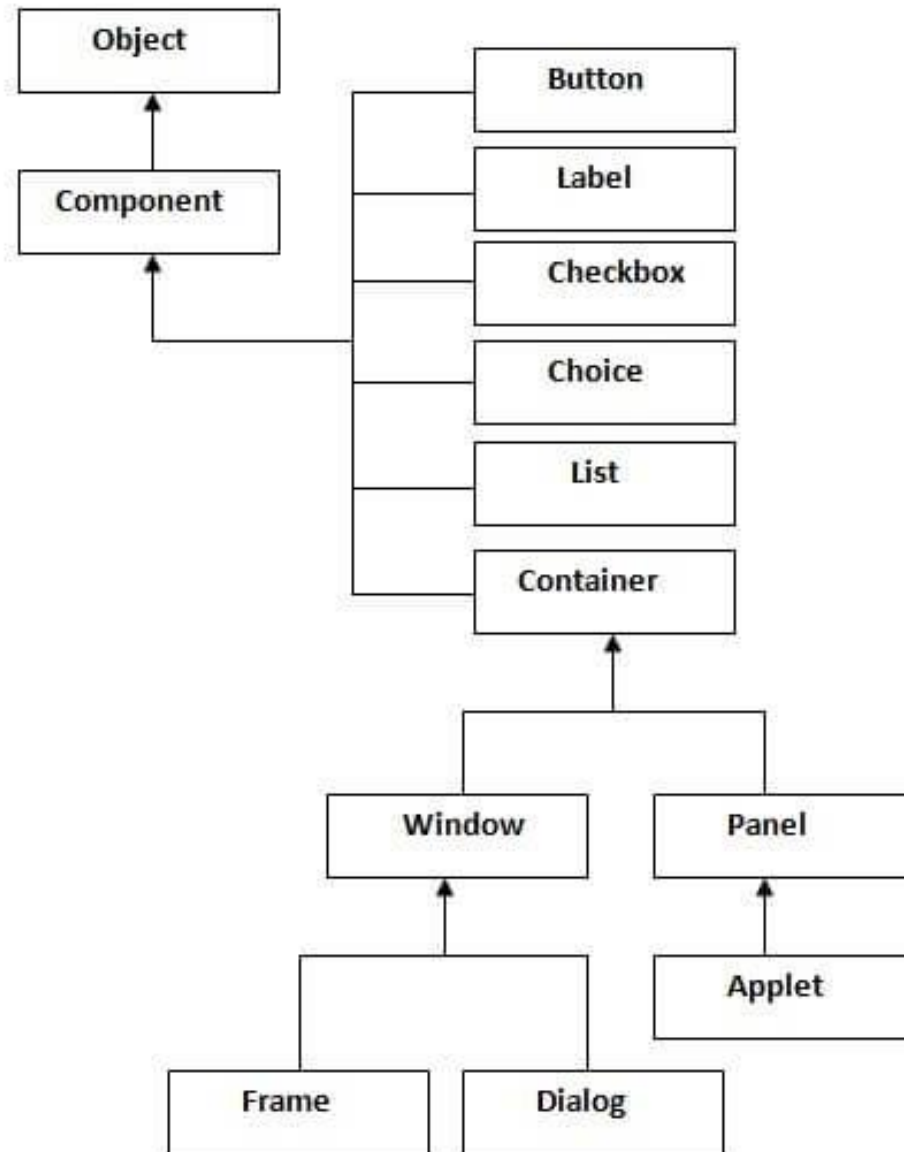 Object
Button
Label
Component
Checkbox
Choice
List
Container
Window
Panel
Applet
Frame
Dialog